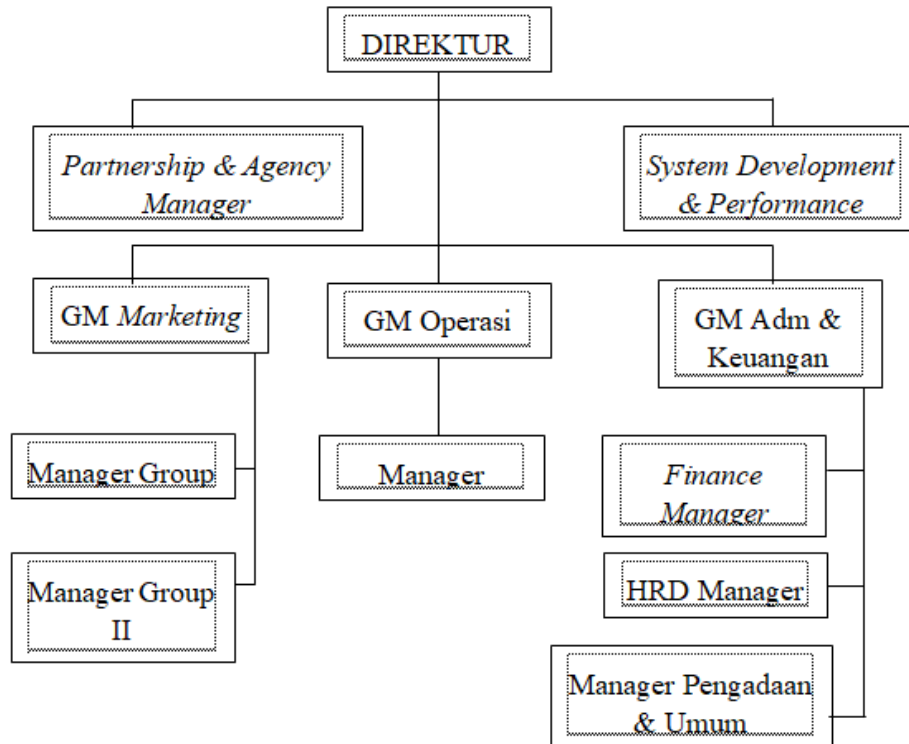 DIREKTUR
Partnership & Agency
Manager
System Development
& Performance
GM Marketing
GM Operasi
GM Adm &
Keuangan
Manager Group
Manager
Finance
Manager
Manager Group
II
HRD Manager
Manager Pengadaan
& Umum